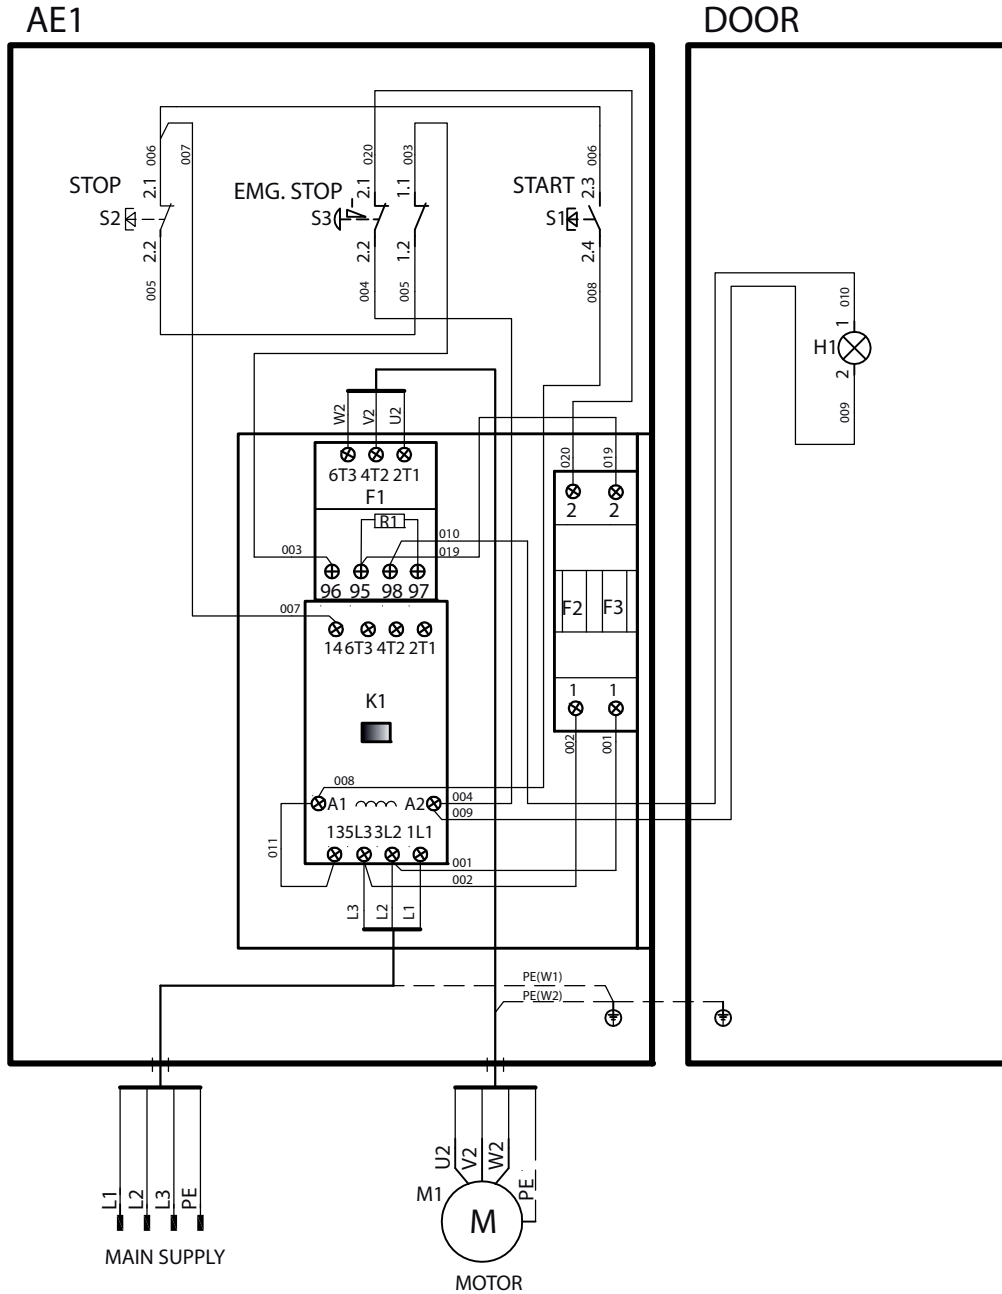 AE1
DOOR
006
007
020
003
006
STOP
2.1
EMG. STOP
2.1
1.1
START
2.3
S2
S3
S1
2.2
2.2
1.2
2.4
005
004
005
008
010
1
H1
2
009
W2
V2
U2
020
019
6T3 4T2 2T1
F1
2
2
R1
010
003
019
96 95 98 97
F2
F3
007
14 6T3 4T2 2T1
1
1
K1
002
001
008
A1
A2
004
009
011
13 5L3 3L2 1L1
001
002
L3
L2
L1
PE(W1)
PE(W2)
L1
L2
L3
PE
U2
V2
W2
PE
M1
M
MAIN SUPPLY
MOTOR